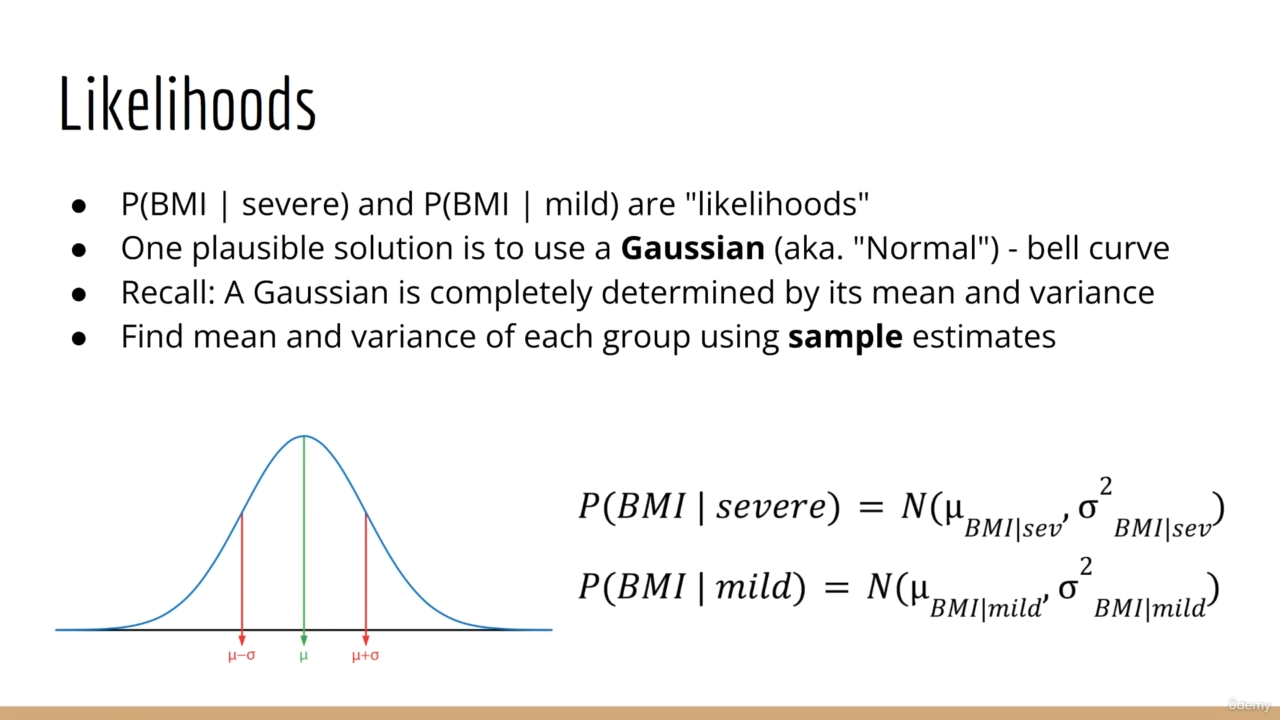 Likelihoods
● P(BMI | severe) and P(BMI | mild) are "likelihoods"
● One plausible solution is to use a Gaussian (aka. "Normal") - bell curve
● Recall: A Gaussian is completely determined by its mean and variance
● Find mean and variance of each group using sample estimates
P(BMI | severe) = N(μ_BMI|sev, σ²_BMI|sev)
P(BMI | mild) = N(μ_BMI|mild, σ²_BMI|mild)
μ−σ μ μ+σ
ûdemy